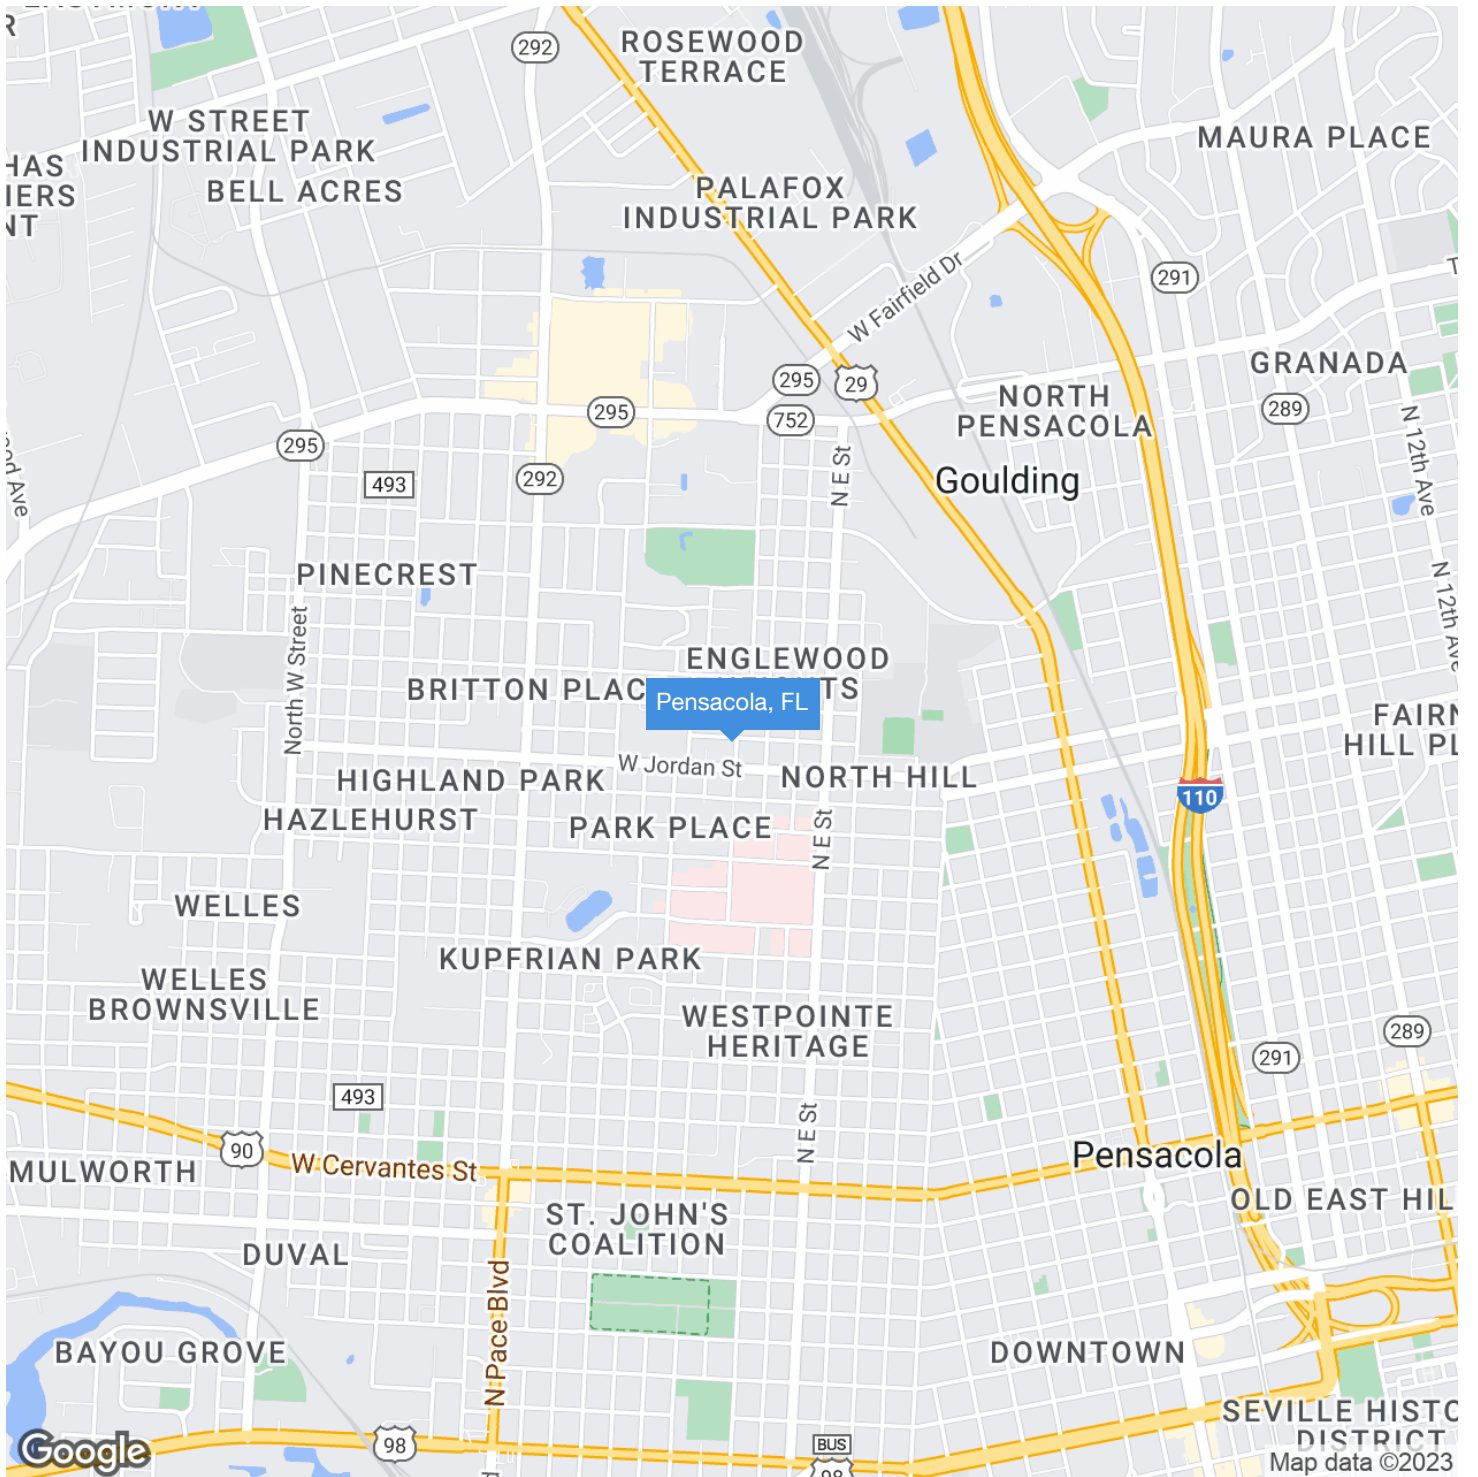 292
ROSEWOOD
TERRACE
W STREET
INDUSTRIAL PARK
BELL ACRES
MAURA PLACE
PALAFOX
INDUSTRIAL PARK
291
W Fairfield Dr
295
29
GRANADA
NORTH
PENSACOLA
289
295
752
295
493
292
N E St
Goulding
N 12th Ave
PINECREST
N 12th Ave
North W Street
ENGLEWOOD
BRITTON PLAC
Pensacola, FL
W Jordan St
HIGHLAND PARK
NORTH HILL
110
HAZLEHURST
PARK PLACE
N E St
WELLES
KUPFRIAN PARK
WELLES
BROWNSVILLE
WESTPOINTE
HERITAGE
289
291
493
N E St
90
W Cervantes St
Pensacola
MULWORTH
OLD EAST HIL
ST. JOHN'S
COALITION
DUVAL
N Pace Blvd
BAYOU GROVE
DOWNTOWN
SEVILLE HISTO
DISTRICT
98
BUS
98
Google
Map data ©2023